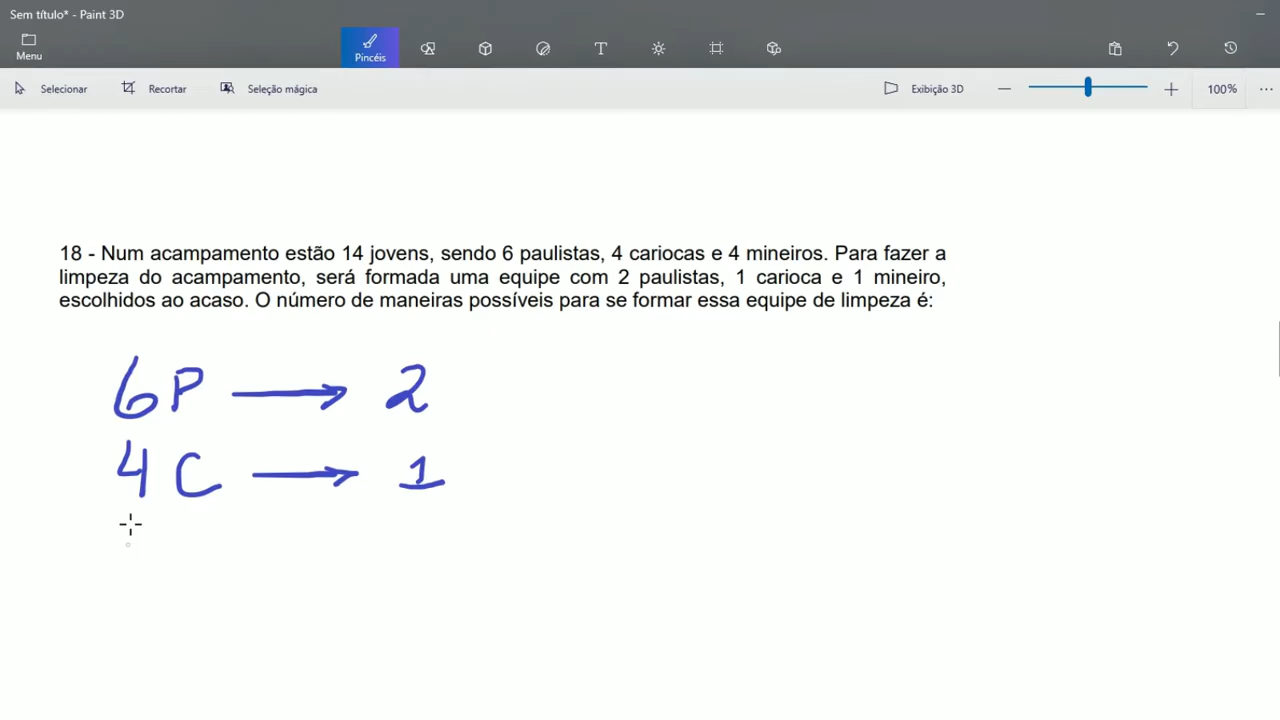 Sem título* - Paint 3D
Menu
Pincéis
Selecionar
Recortar
Seleção mágica
Exibição 3D
100%
18 - Num acampamento estão 14 jovens, sendo 6 paulistas, 4 cariocas e 4 mineiros. Para fazer a
limpeza do acampamento, será formada uma equipe com 2 paulistas, 1 carioca e 1 mineiro,
escolhidos ao acaso. O número de maneiras possíveis para se formar essa equipe de limpeza é:
6P → 2
4C → 1